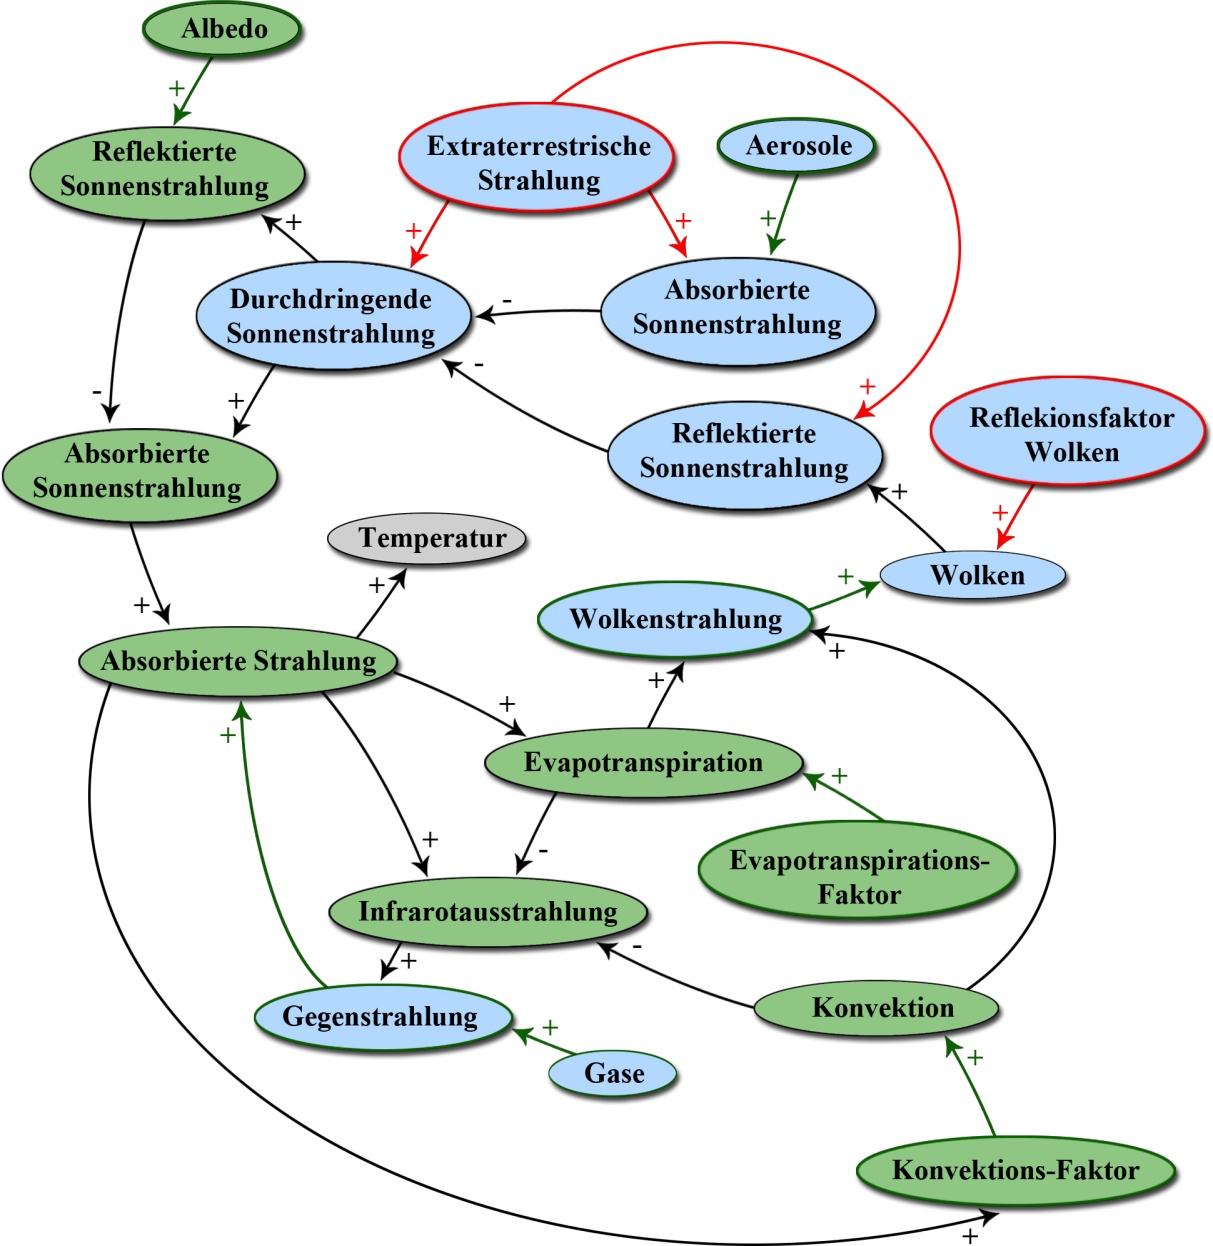 Albedo
+
Reflektierte
Sonnenstrahlung
Extraterrestrische
Strahlung
Aerosole
+
+
+
+
Durchdringende
Sonnenstrahlung
-
Absorbierte
Sonnenstrahlung
-
+
-
+
Reflektierte
Sonnenstrahlung
Reflekionsfaktor
Wolken
Absorbierte
Sonnenstrahlung
+
+
Temperatur
+
+
Wolken
+
Wolkenstrahlung
+
Absorbierte Strahlung
+
+
+
Evapotranspiration
+
+
-
Evapotranspirations-
Faktor
Infrarotausstrahlung
-
+
Gegenstrahlung
+
Gase
Konvektion
+
Konvektions-Faktor
+